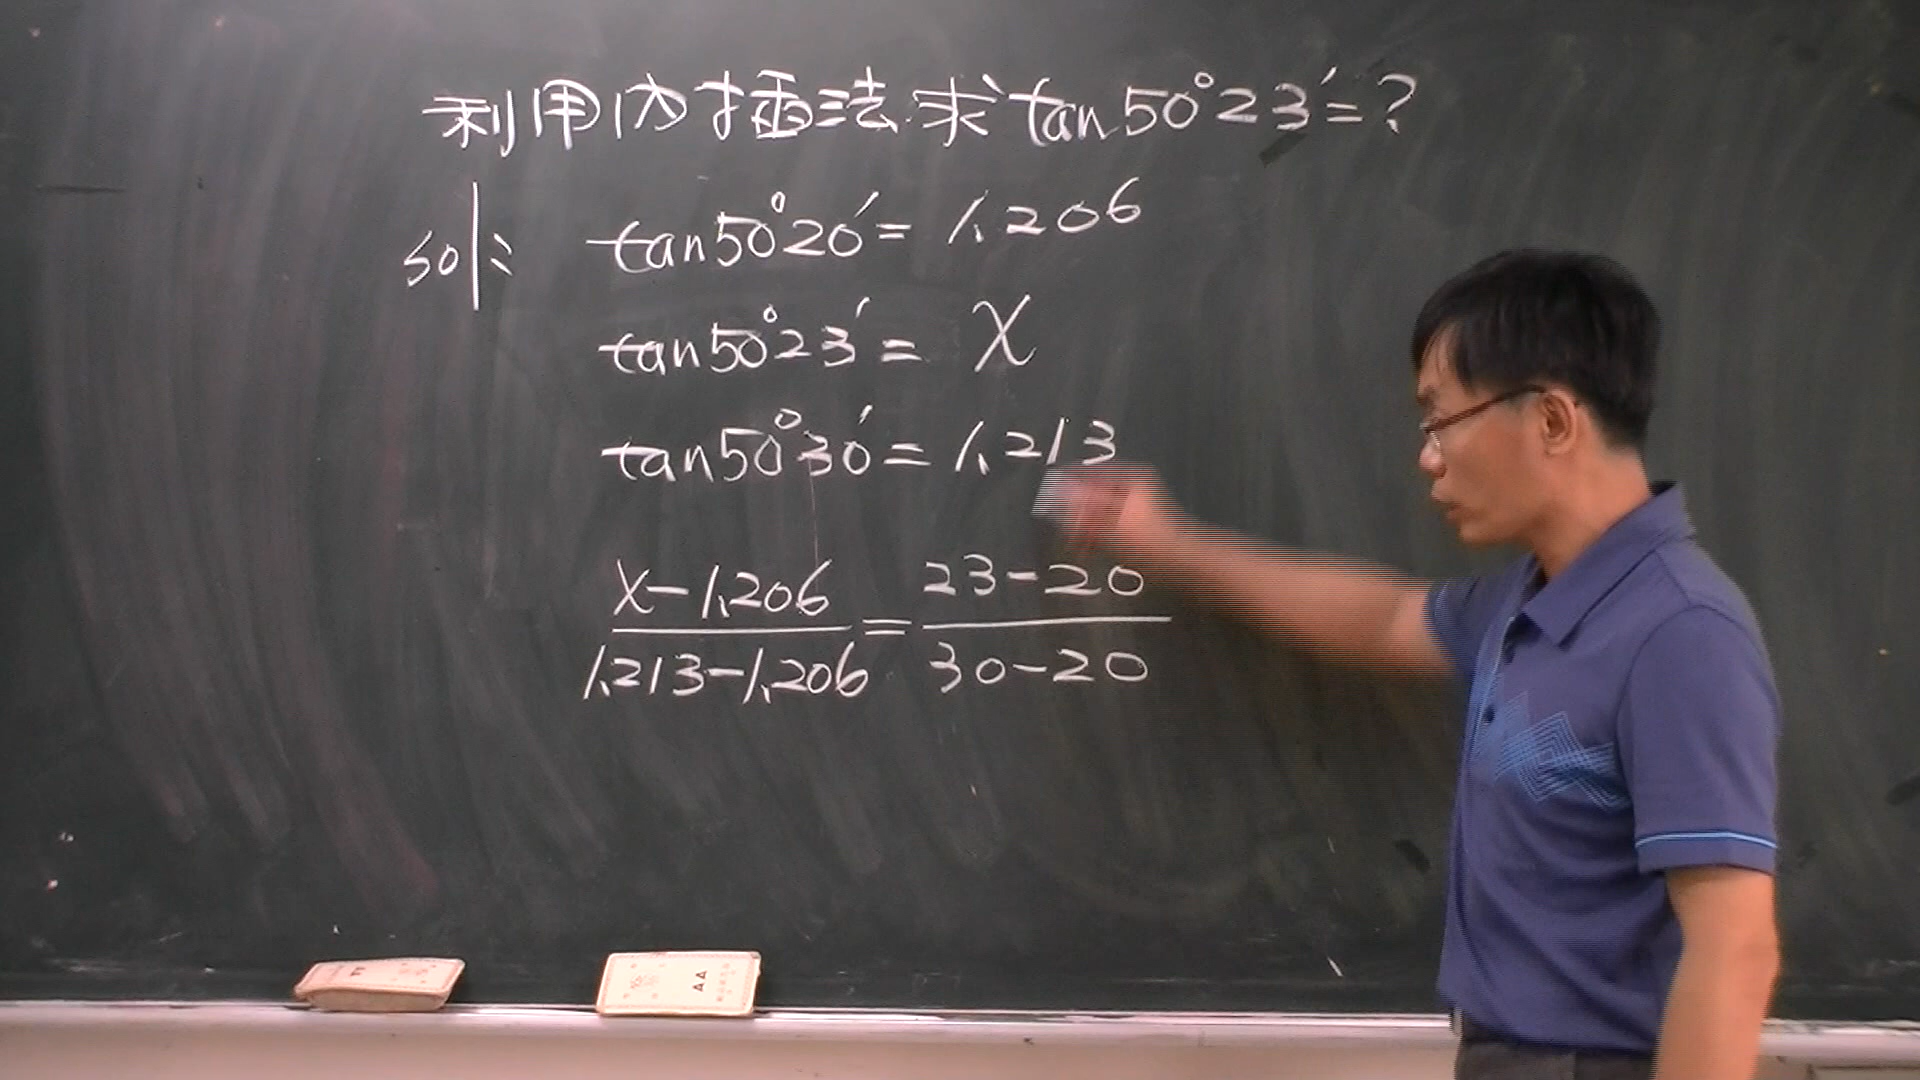 利用內插法求tan50°23′=?
sol: tan50°20′=1.206
tan50°23′=x
tan50°30′=1.213
x-1.206 / 1.213-1.206 = 23-20 / 30-20